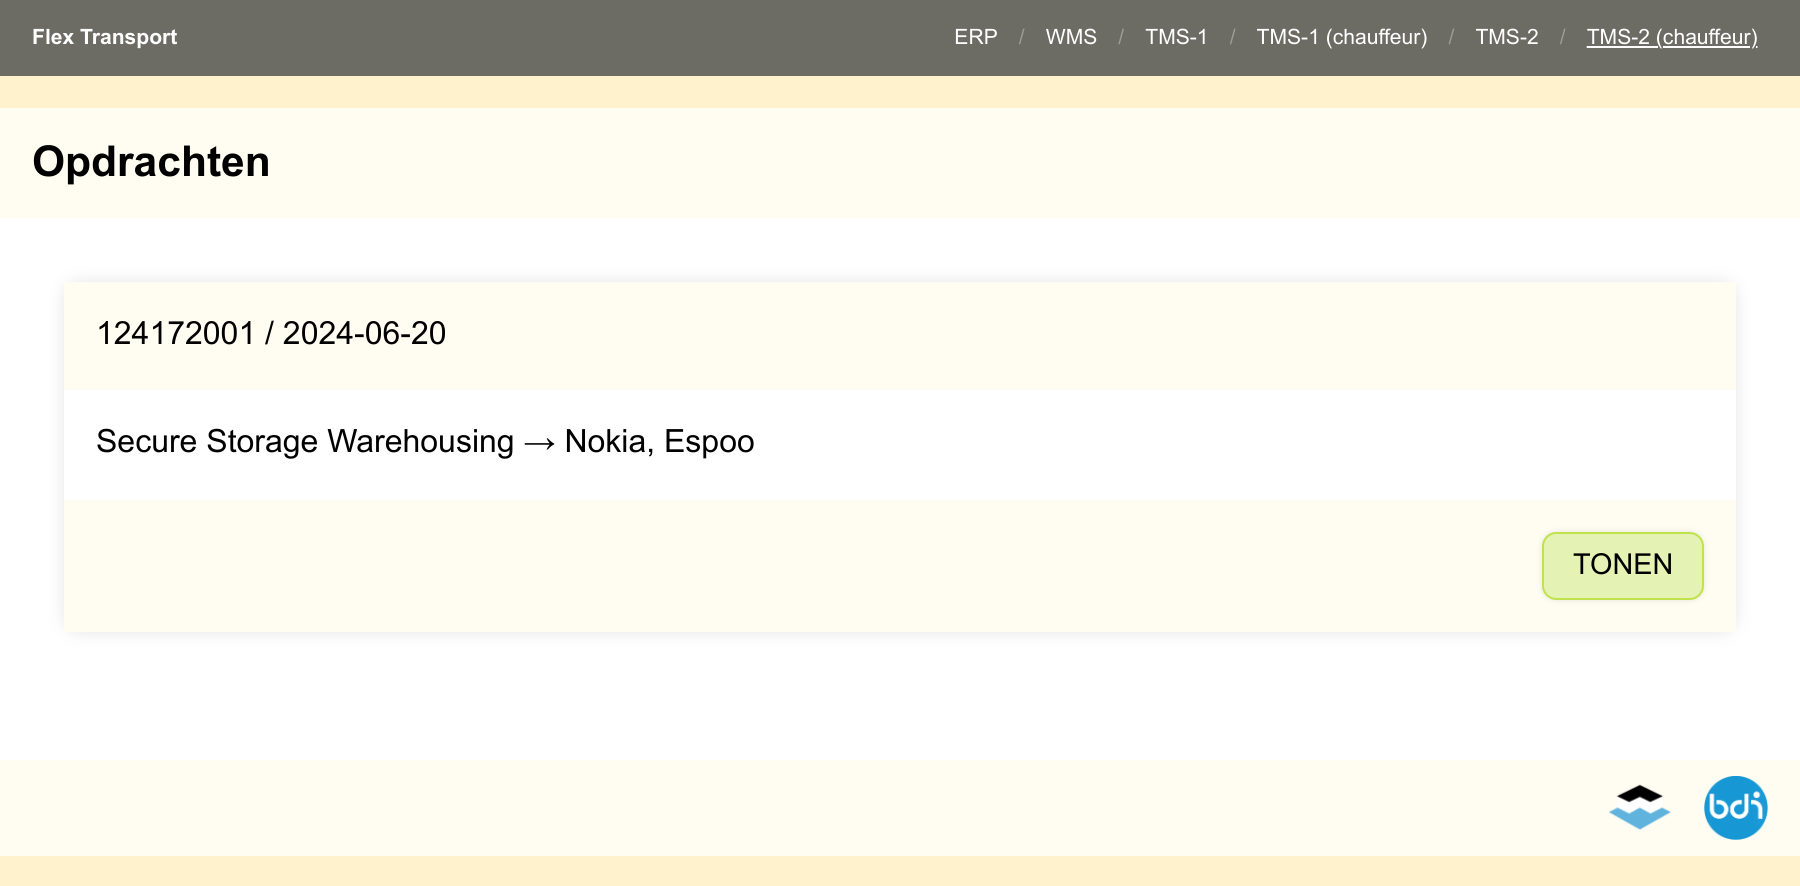 Flex Transport
ERP / WMS / TMS-1 / TMS-1 (chauffeur) / TMS-2 / TMS-2 (chauffeur)
Opdrachten
124172001 / 2024-06-20
Secure Storage Warehousing → Nokia, Espoo
TONEN
bdi